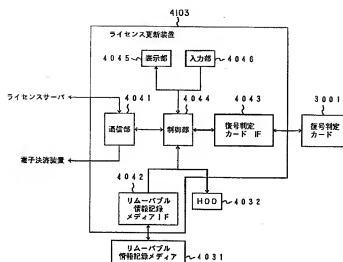 4103
ライセンス更新装置
4045
表示部
入力部
4046
ライセンスサーバ
4041
4044
4043
3001
通信部
制御部
復号判定
カード IF
復号判定
カード
電子決済装置
4042
リムーバブル
情報記録
メディアIF
HDD
4032
リムーバブル
情報記録メディア
4031